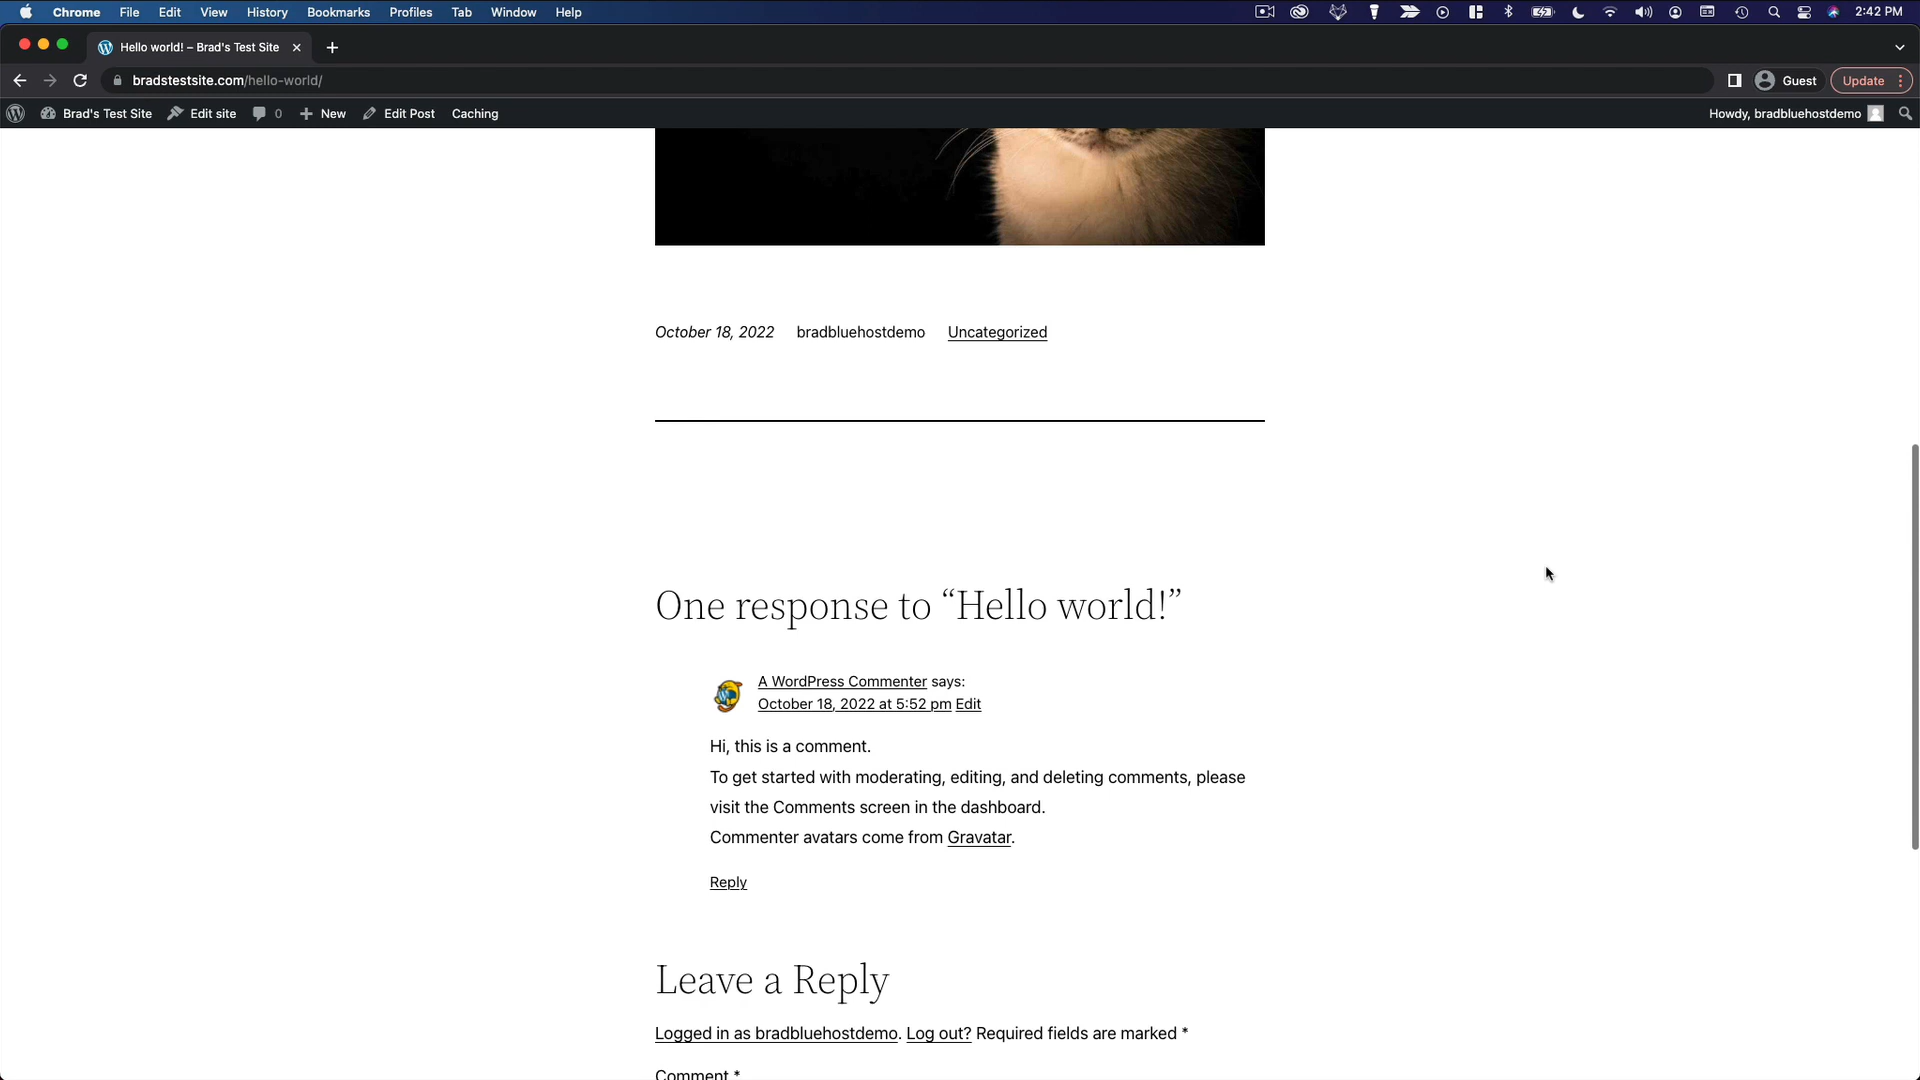 Chrome File Edit View History Bookmarks Profiles Tab Window Help 2:42 PM
Hello world! – Brad's Test Site
bradstestsite.com/hello-world/ Guest Update
Brad's Test Site Edit site 0 New Edit Post Caching Howdy, bradbluehostdemo
October 18, 2022 bradbluehostdemo Uncategorized
One response to “Hello world!”
A WordPress Commenter says:
October 18, 2022 at 5:52 pm Edit
Hi, this is a comment.
To get started with moderating, editing, and deleting comments, please
visit the Comments screen in the dashboard.
Commenter avatars come from Gravatar.
Reply
Leave a Reply
Logged in as bradbluehostdemo. Log out? Required fields are marked *
Comment *